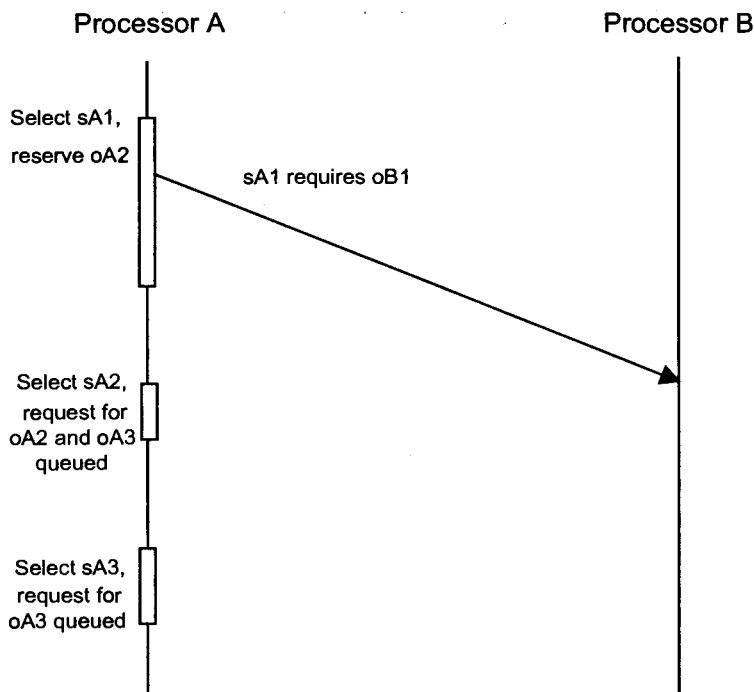 Processor A
Processor B
Select sA1,
reserve oA2
sA1 requires oB1
Select sA2,
request for
oA2 and oA3
queued
Select sA3,
request for
oA3 queued